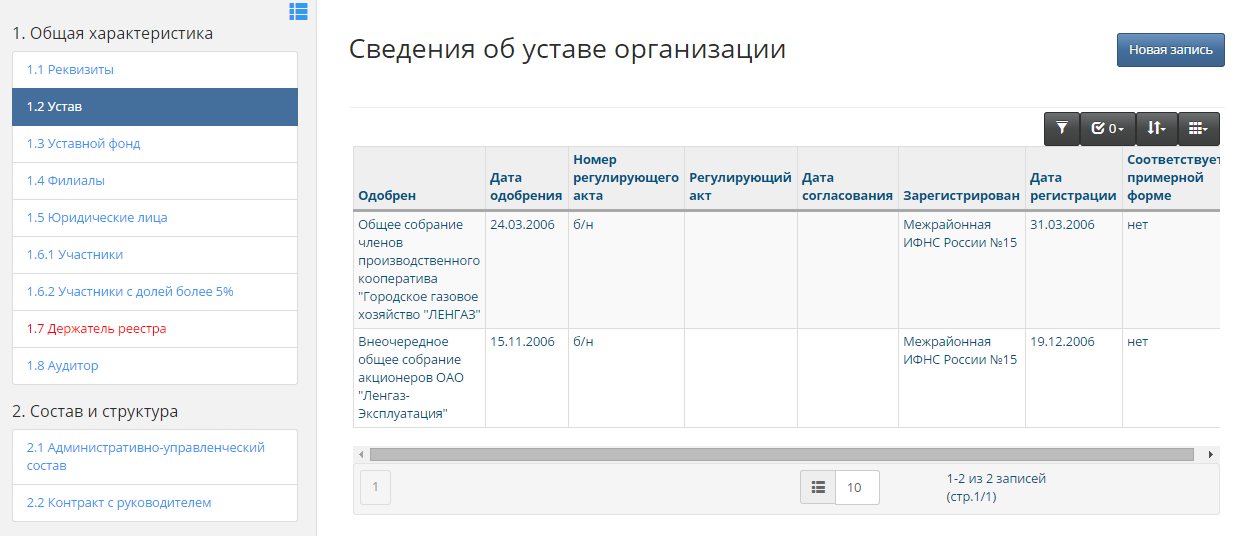 1. Общая характеристика
1.1 Реквизиты
1.2 Устав
1.3 Уставной фонд
1.4 Филиалы
1.5 Юридические лица
1.6.1 Участники
1.6.2 Участники с долей более 5%
1.7 Держатель реестра
1.8 Аудитор
2. Состав и структура
2.1 Административно-управленческий
состав
2.2 Контракт с руководителем
Сведения об уставе организации
Новая запись
0
Одобрен
Дата
одобрения
Номер
регулирующего
акта
Регулирующий
акт
Дата
согласования
Зарегистрирован
Дата
регистрации
Соответствует
примерной
форме
Общее собрание
членов
производственного
кооператива
"Городское газовое
хозяйство "ЛЕНГАЗ"
24.03.2006
б/н
Межрайонная
ИФНС России №15
31.03.2006
нет
Внеочередное
общее собрание
акционеров ОАО
"Ленгаз-
Эксплуатация"
15.11.2006
б/н
Межрайонная
ИФНС России №15
19.12.2006
нет
1
10
1-2 из 2 записей
(стр.1/1)